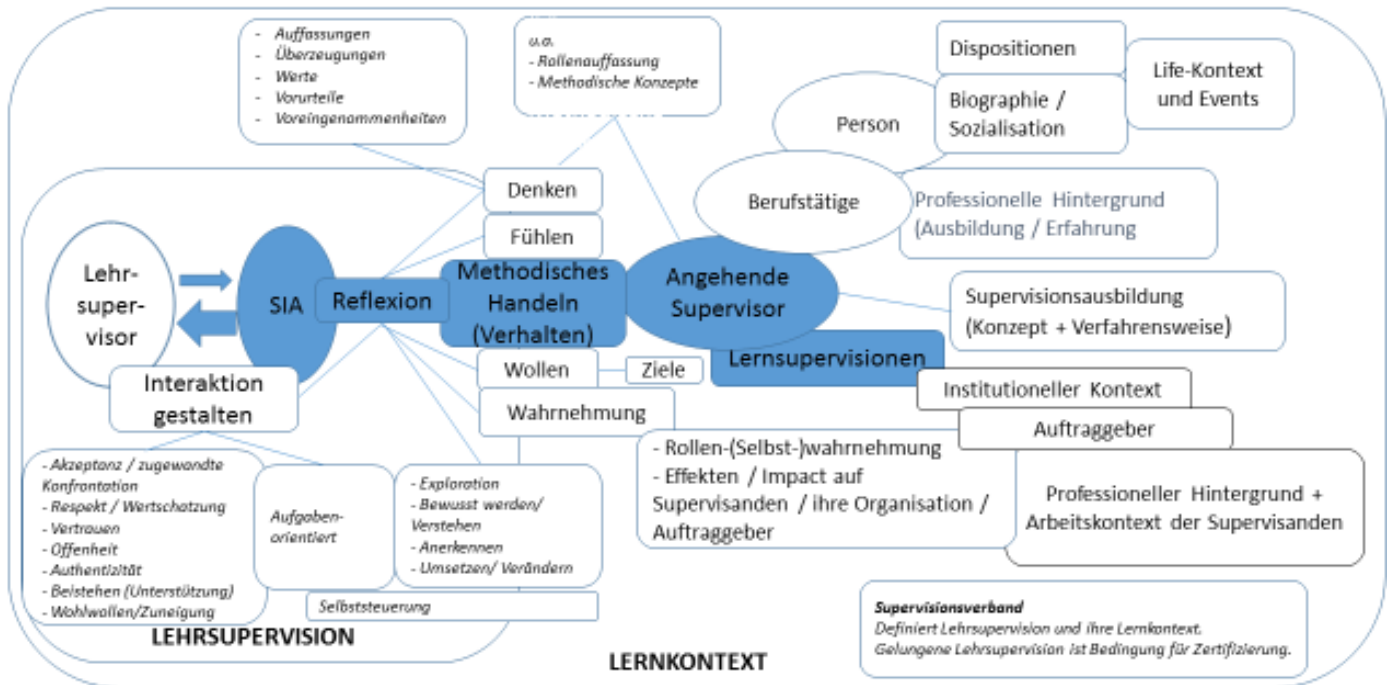 - Auffassungen
- Überzeugungen
- Werte
- Vorurteile
- Voreingenommenheiten
u.a.
- Rollenauffassung
- Methodische Konzepte
Dispositionen
Biographie /
Sozialisation
Life-Kontext
und Events
Person
Berufstätige
Professionelle Hintergrund
(Ausbildung / Erfahrung
Denken
Fühlen
Lehr-
super-
visor
SIA
Reflexion
Methodisches
Handeln
(Verhalten)
Angehende
Supervisor
Supervisionsausbildung
(Konzept + Verfahrensweise)
Lernsupervisionen
Wollen
Ziele
Wahrnehmung
Interaktion
gestalten
Institutioneller Kontext
Auftraggeber
- Rollen-(Selbst-)wahrnehmung
- Effekten / Impact auf
Supervisanden / ihre Organisation /
Auftraggeber
Professioneller Hintergrund +
Arbeitskontext der Supervisanden
- Akzeptanz / zugewandte
Konfrontation
- Respekt / Wertschatzung
- Vertrauen
- Offenheit
- Authentizität
- Beistehen (Unterstützung)
- Wohlwollen/Zuneigung
Aufgaben-
orientiert
- Exploration
- Bewusst werden/
Verstehen
- Anerkennen
- Umsetzen/ Verändern
Selbststeuerung
LEHRSUPERVISION
LERNKONTEXT
Supervisionsverband
Definiert Lehrsupervision und ihre Lernkontext.
Gelungene Lehrsupervision ist Bedingung für Zertifizierung.